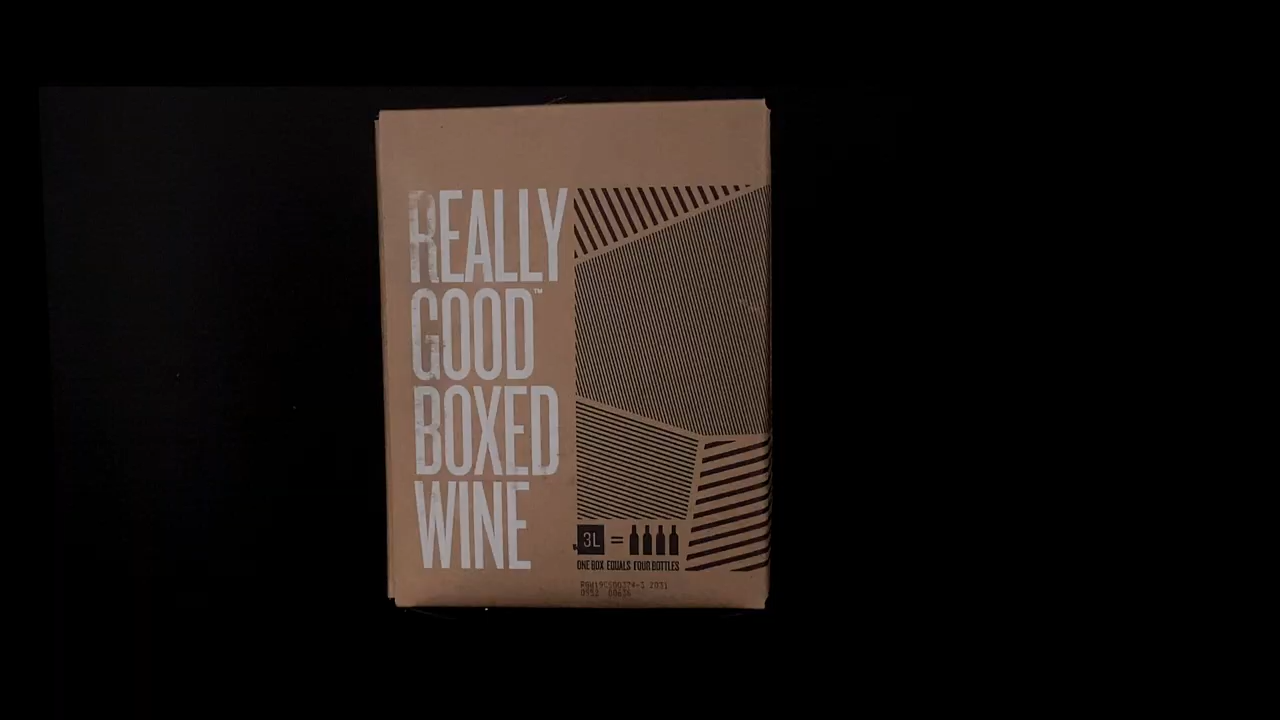 REALLY
GOOD™
BOXED
WINE
3L =
ONE BOX EQUALS FOUR BOTTLES